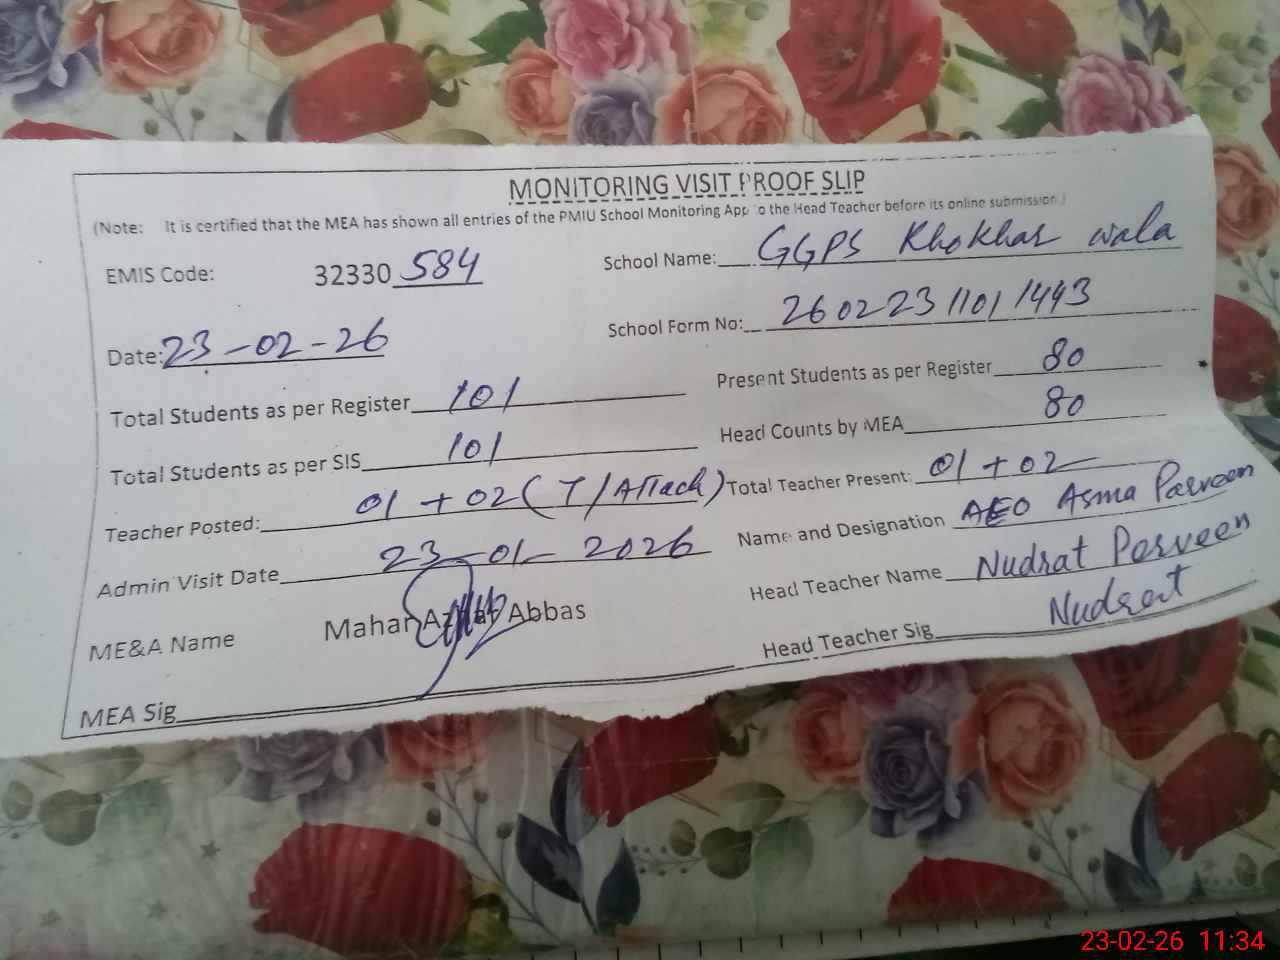 MONITORING VISIT PROOF SLIP
(Note: It is certified that the MEA has shown all entries of the PMIU School Monitoring App to the Head Teacher before its online submission.)
EMIS Code: 32330 584 School Name: GGPS Khokhar wala
Date: 23-02-26 School Form No: 260223 1101 1443
Total Students as per Register 101 Present Students as per Register 80
Total Students as per SIS 101 Head Counts by MEA 80
Teacher Posted: 01 + 02 (T/Attach) Total Teacher Present: 01 + 02
Admin Visit Date 23-01-2026 Name and Designation AEO Asma Parveen
ME&A Name Mahar Azhar Abbas Head Teacher Name Nudrat Perveen
MEA Sig Head Teacher Sig Nudrat
23-02-26 11:34